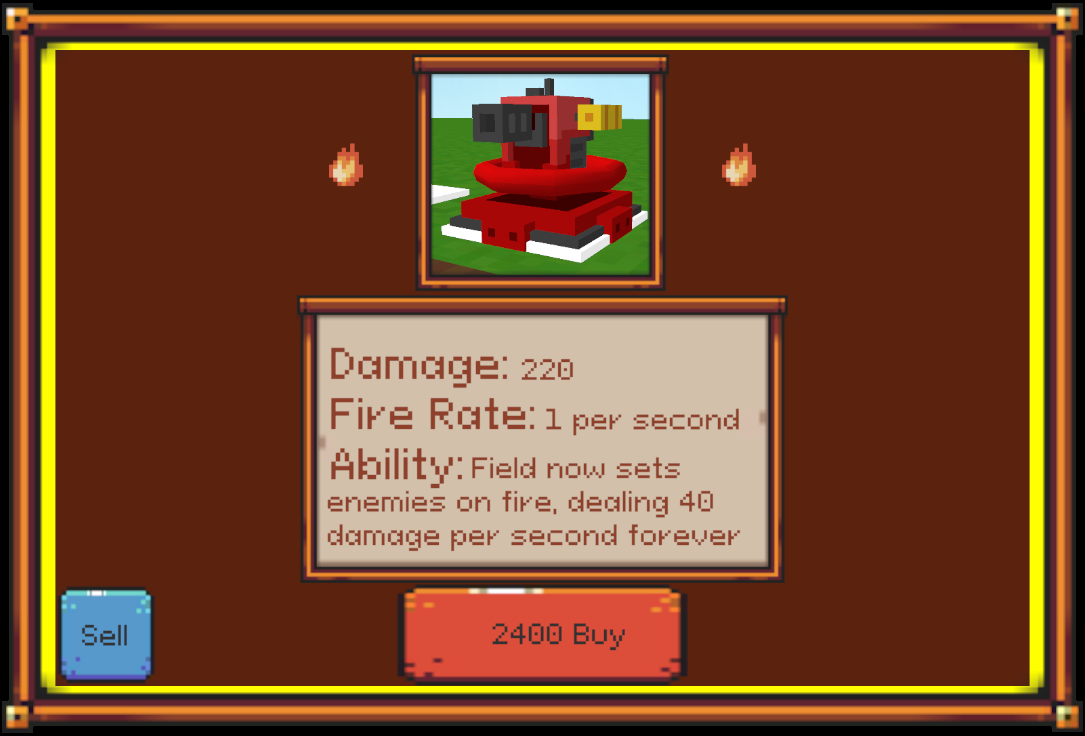 Damage: 220
Fire Rate: 1 per second
Ability: Field now sets
enemies on fire, dealing 40
damage per second forever
Sell
2400 Buy